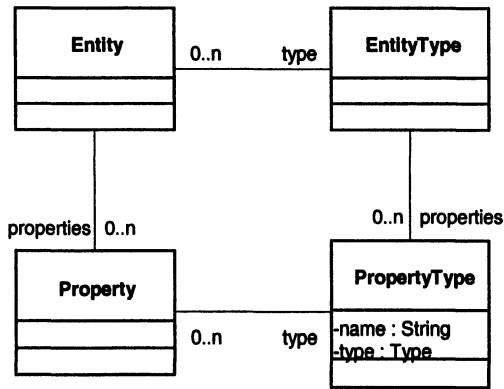 Entity
EntityType
0..n type
properties 0..n
0..n properties
Property
PropertyType
-name : String
-type : Type
0..n type